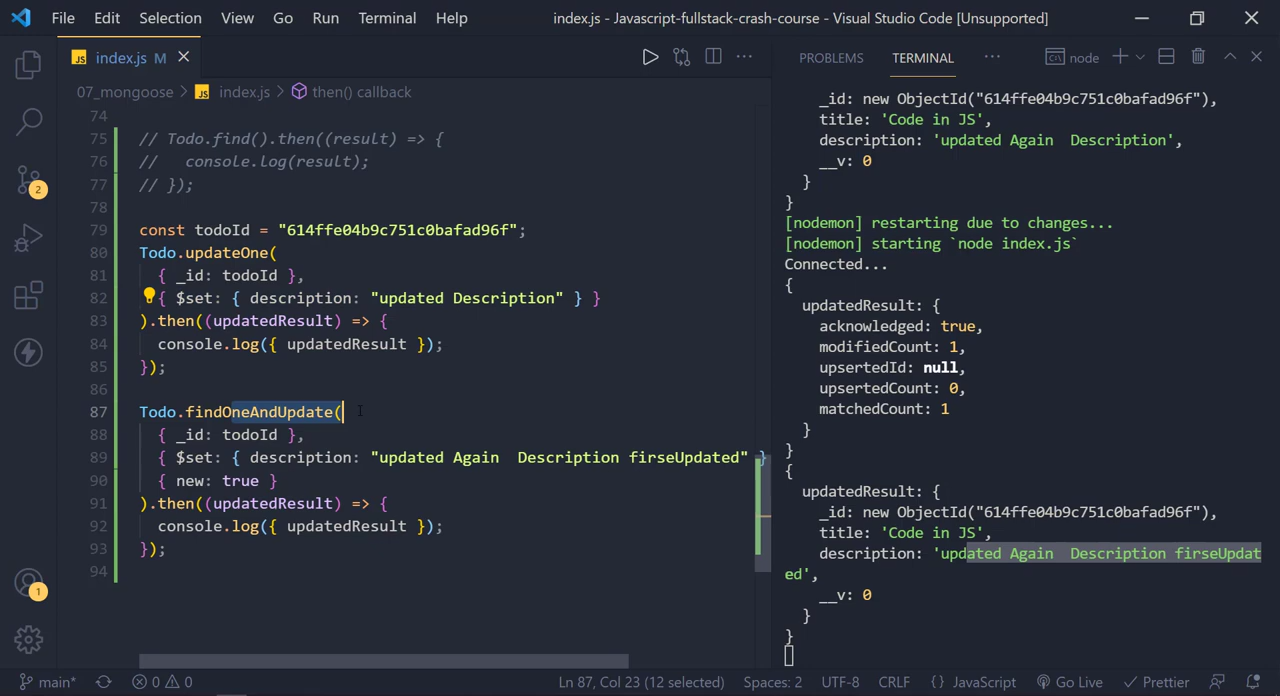 File Edit Selection View Go Run Terminal Help index.js - Javascript-fullstack-crash-course - Visual Studio Code [Unsupported]
JS index.js M
07_mongoose > JS index.js > then() callback
74
75 // Todo.find().then((result) => {
76 //   console.log(result);
77 // });
78
79 const todoId = "614ffe04b9c751c0bafad96f";
80 Todo.updateOne(
81   { _id: todoId },
82   { $set: { description: "updated Description" } }
83 ).then((updatedResult) => {
84   console.log({ updatedResult });
85 });
86
87 Todo.findOneAndUpdate(
88   { _id: todoId },
89   { $set: { description: "updated Again  Description firseUpdated" }
90   { new: true }
91 ).then((updatedResult) => {
92   console.log({ updatedResult });
93 });
94
PROBLEMS TERMINAL ··· node
    _id: new ObjectId("614ffe04b9c751c0bafad96f"),
    title: 'Code in JS',
    description: 'updated Again  Description',
    __v: 0
  }
}
[nodemon] restarting due to changes...
[nodemon] starting `node index.js`
Connected...
{
  updatedResult: {
    acknowledged: true,
    modifiedCount: 1,
    upsertedId: null,
    upsertedCount: 0,
    matchedCount: 1
  }
}
{
  updatedResult: {
    _id: new ObjectId("614ffe04b9c751c0bafad96f"),
    title: 'Code in JS',
    description: 'updated Again  Description firseUpdat
ed',
    __v: 0
  }
}
2
1
main* 0 0 Ln 87, Col 23 (12 selected) Spaces: 2 UTF-8 CRLF {} JavaScript Go Live Prettier